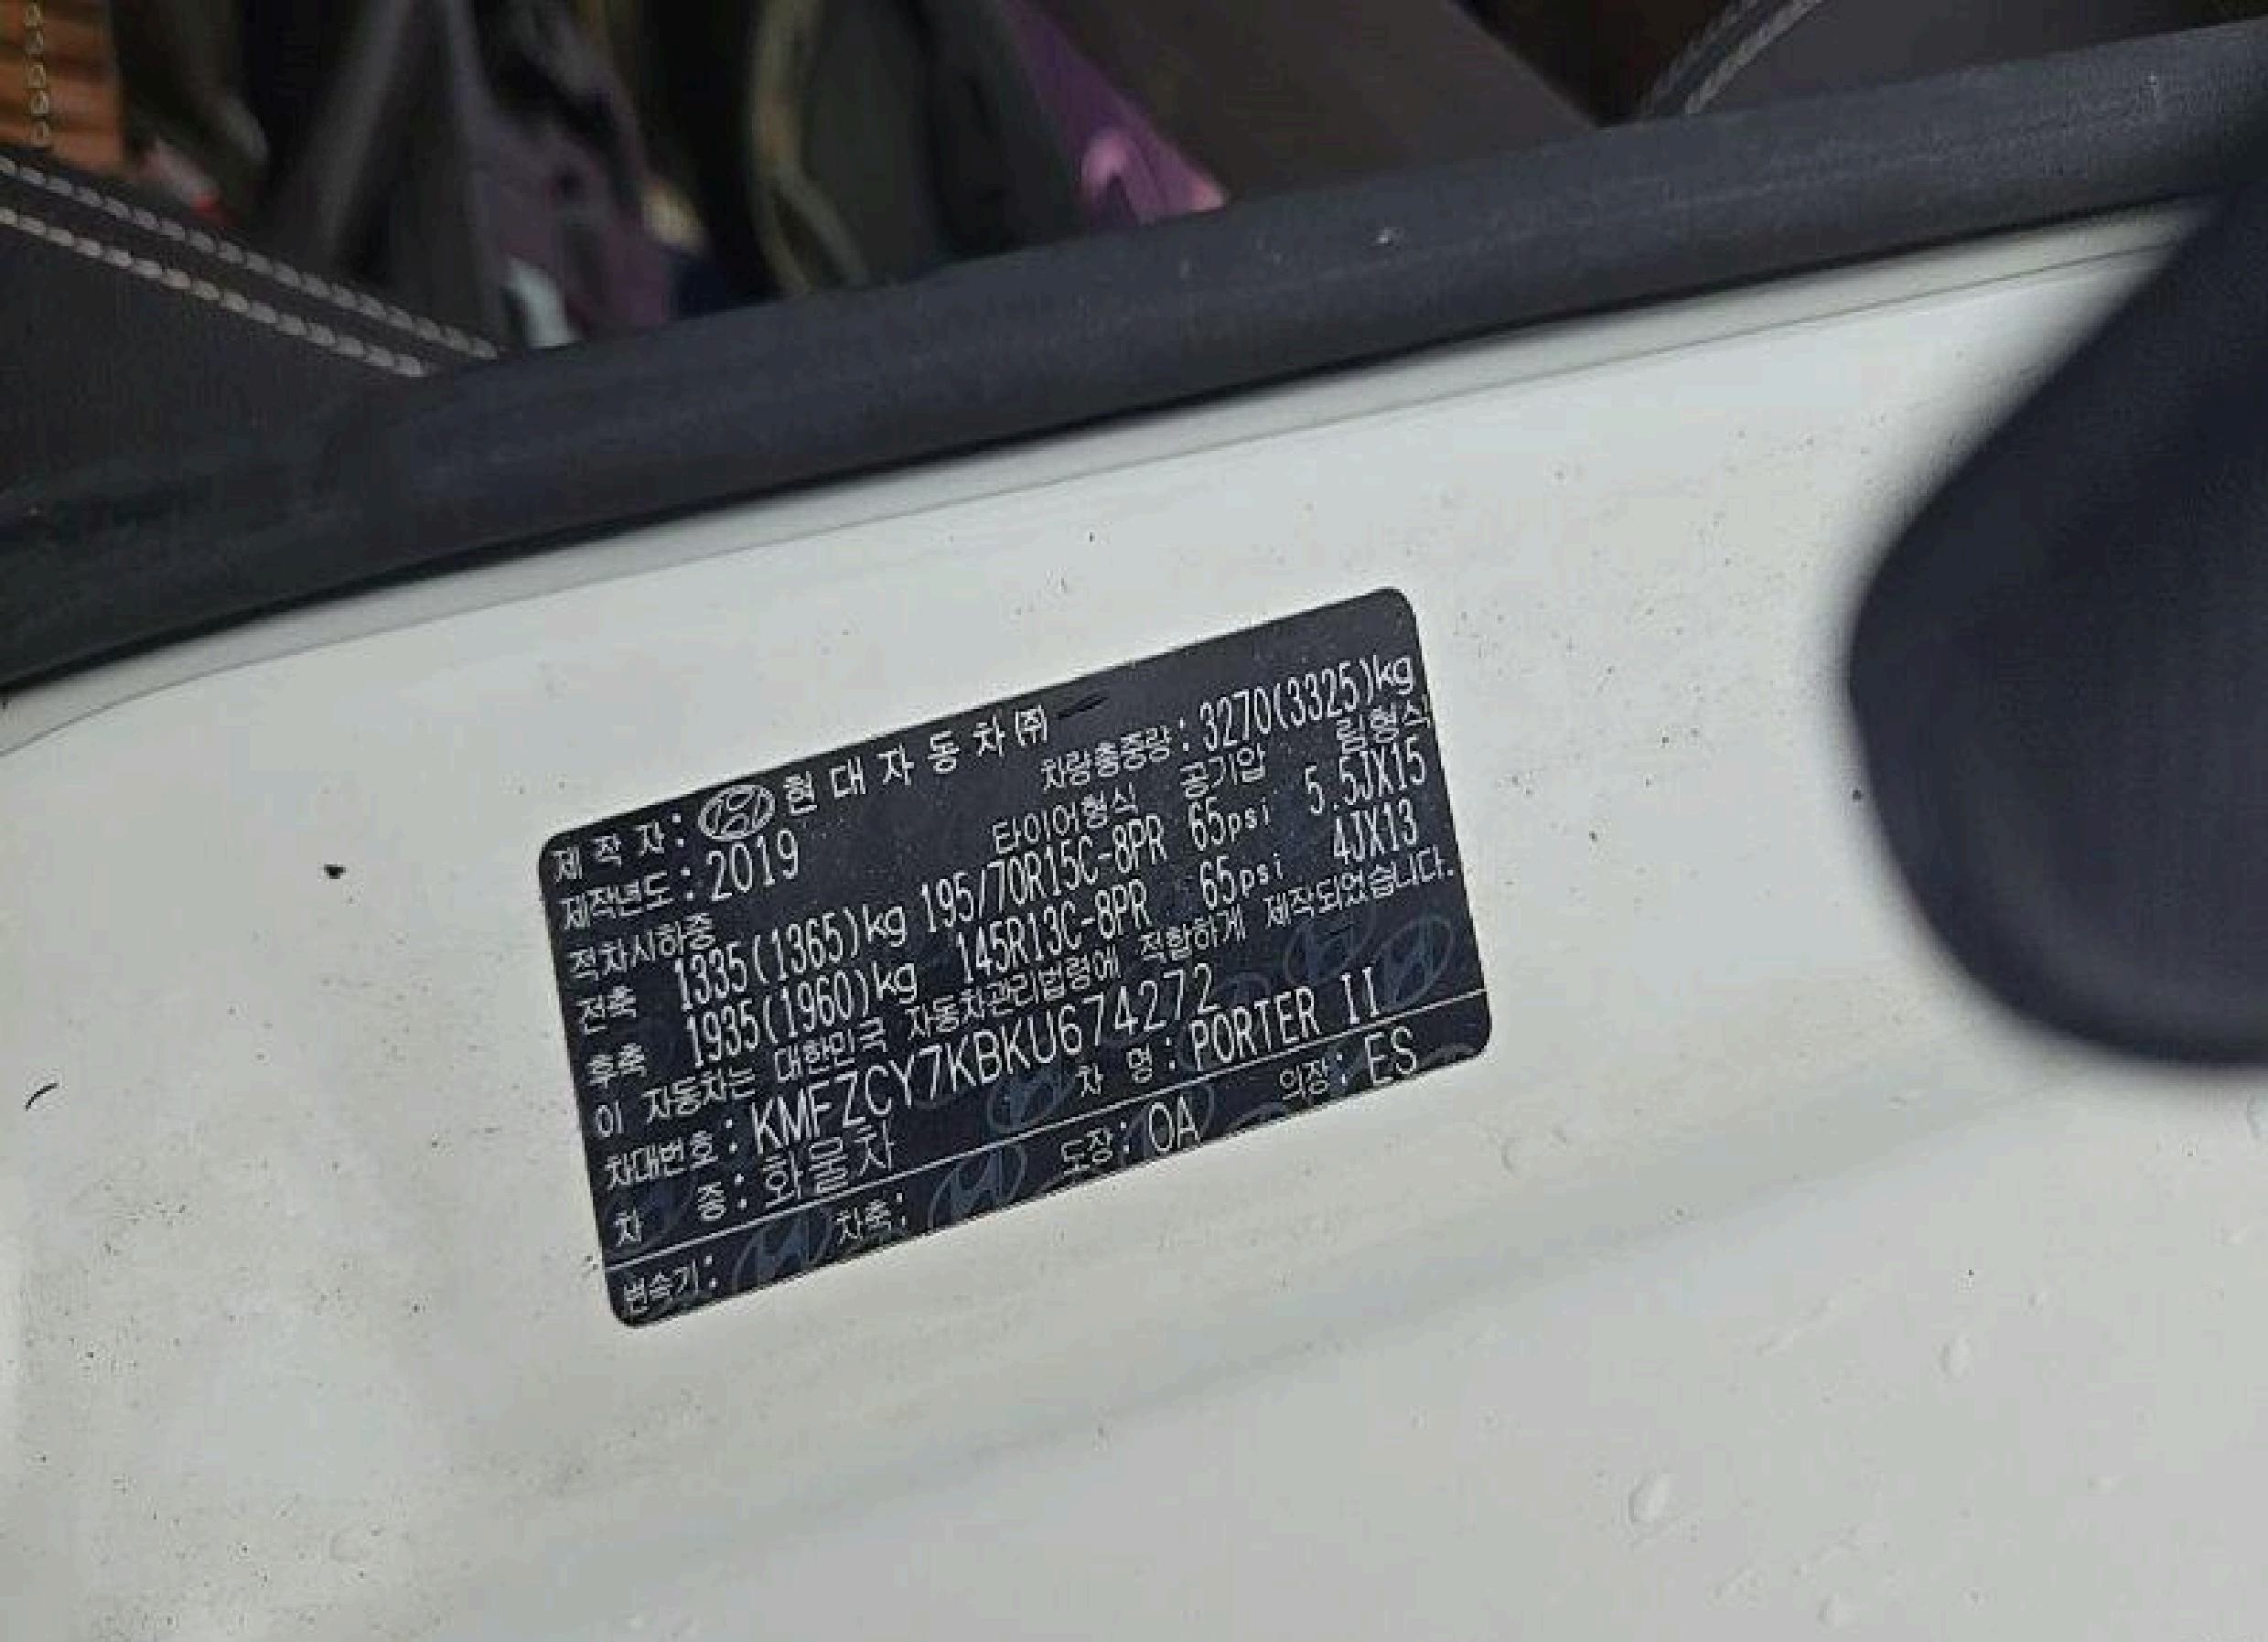 제 작 자 : 현 대 자 동 차 ㈜
제작년도 : 2019 차량총중량 : 3270(3325)kg
적차시하중 타이어형식 공기압 림형식
전축 1335(1365)kg 195/70R15C-8PR 65psi 5.5JX15
후축 1935(1960)kg 145R13C-8PR 65psi 4JX13
이 자동차는 대한민국 자동차관리법령에 적합하게 제작되었습니다.
차대번호 : KMFZCY7KBKU674272
차 종 : 화물차 차 명 : PORTER II
변속기 : 차축 : 도장 : OA 의장 : ES